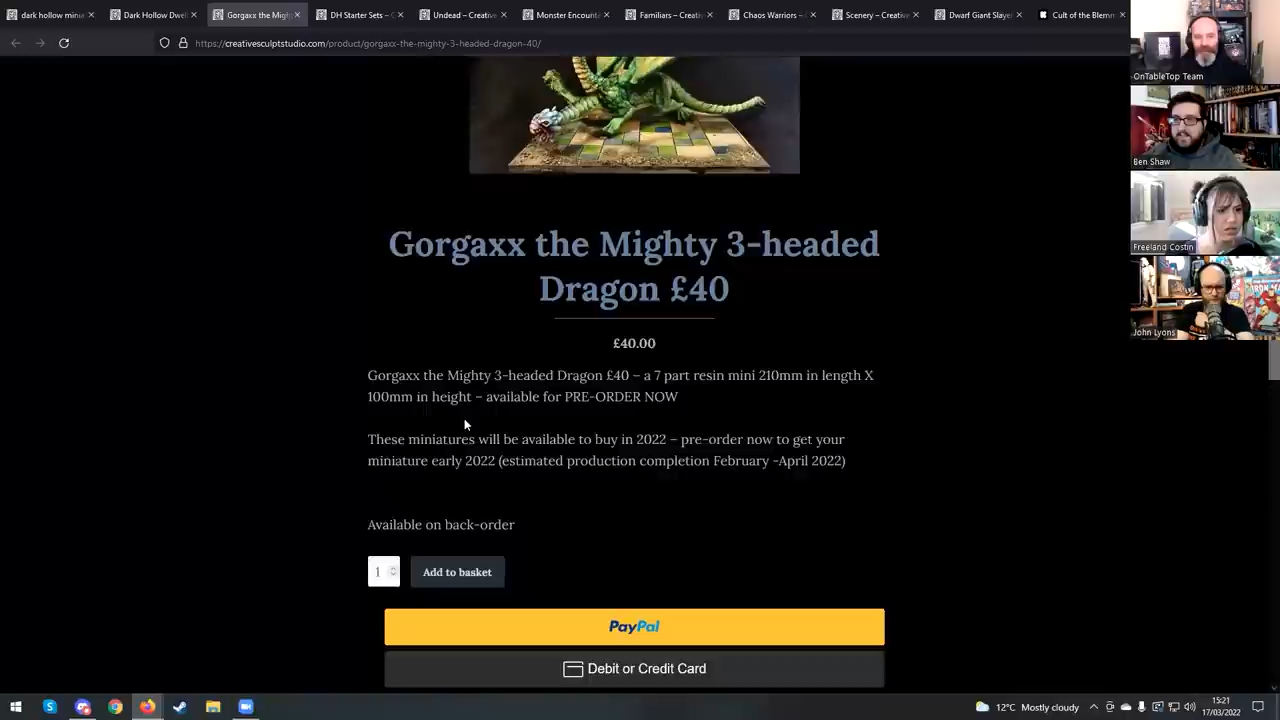 dark hollow minia
Dark Hollow Dwel
Gorgaxx the Migh
DH Starter Sets – C
Undead – Creativ
Monster Encounte
Familiars – Creativ
Chaos Warriors – C
Scenery – Creative
Dwarf Giant Slayer
Cult of the Blemm
https://creativesculptstudio.com/product/gorgaxx-the-mighty-3-headed-dragon-40/
OnTableTop Team
Ben Shaw
Freeland Costin
John Lyons
Gorgaxx the Mighty 3-headed
Dragon £40
£40.00
Gorgaxx the Mighty 3-headed Dragon £40 – a 7 part resin mini 210mm in length X
100mm in height – available for PRE-ORDER NOW
These miniatures will be available to buy in 2022 – pre-order now to get your
miniature early 2022 (estimated production completion February -April 2022)
Available on back-order
1
Add to basket
PayPal
Debit or Credit Card
12°C Mostly cloudy
15:21
17/03/2022